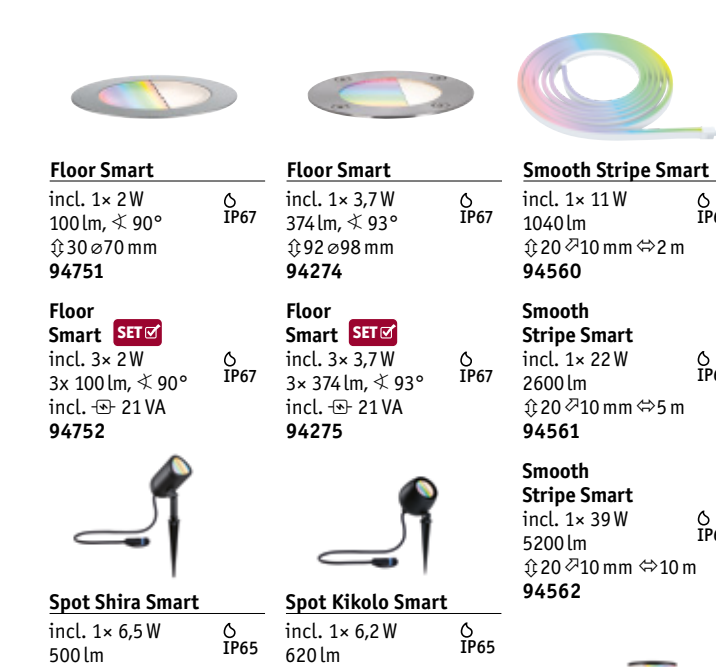 Floor Smart
incl. 1× 2 W
100 lm, ∢ 90°
IP67
⇕30 ⌀70 mm
94751
Floor
Smart SET
incl. 3× 2 W
3x 100 lm, ∢ 90°
IP67
incl. 21 VA
94752
Spot Shira Smart
incl. 1× 6,5 W
IP65
500 lm
Floor Smart
incl. 1× 3,7 W
374 lm, ∢ 93°
IP67
⇕92 ⌀98 mm
94274
Floor
Smart SET
incl. 3× 3,7 W
3× 374 lm, ∢ 93°
IP67
incl. 21 VA
94275
Spot Kikolo Smart
incl. 1× 6,2 W
IP65
620 lm
Smooth Stripe Smart
incl. 1× 11 W
1040 lm
⇕20 10 mm ⇔2 m
94560
Smooth
Stripe Smart
incl. 1× 22 W
2600 lm
⇕20 10 mm ⇔5 m
94561
Smooth
Stripe Smart
incl. 1× 39 W
5200 lm
⇕20 10 mm ⇔10 m
94562